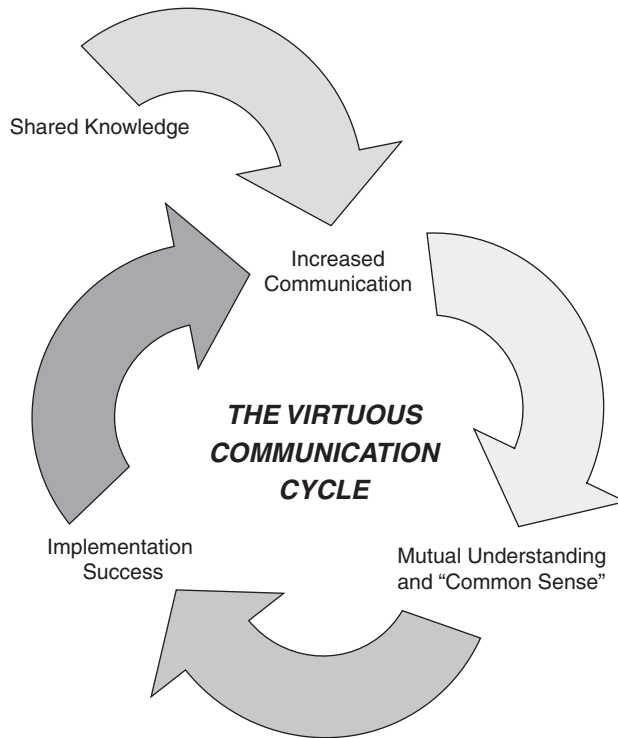 Shared Knowledge
Increased
Communication
THE VIRTUOUS
COMMUNICATION
CYCLE
Implementation
Success
Mutual Understanding
and “Common Sense”